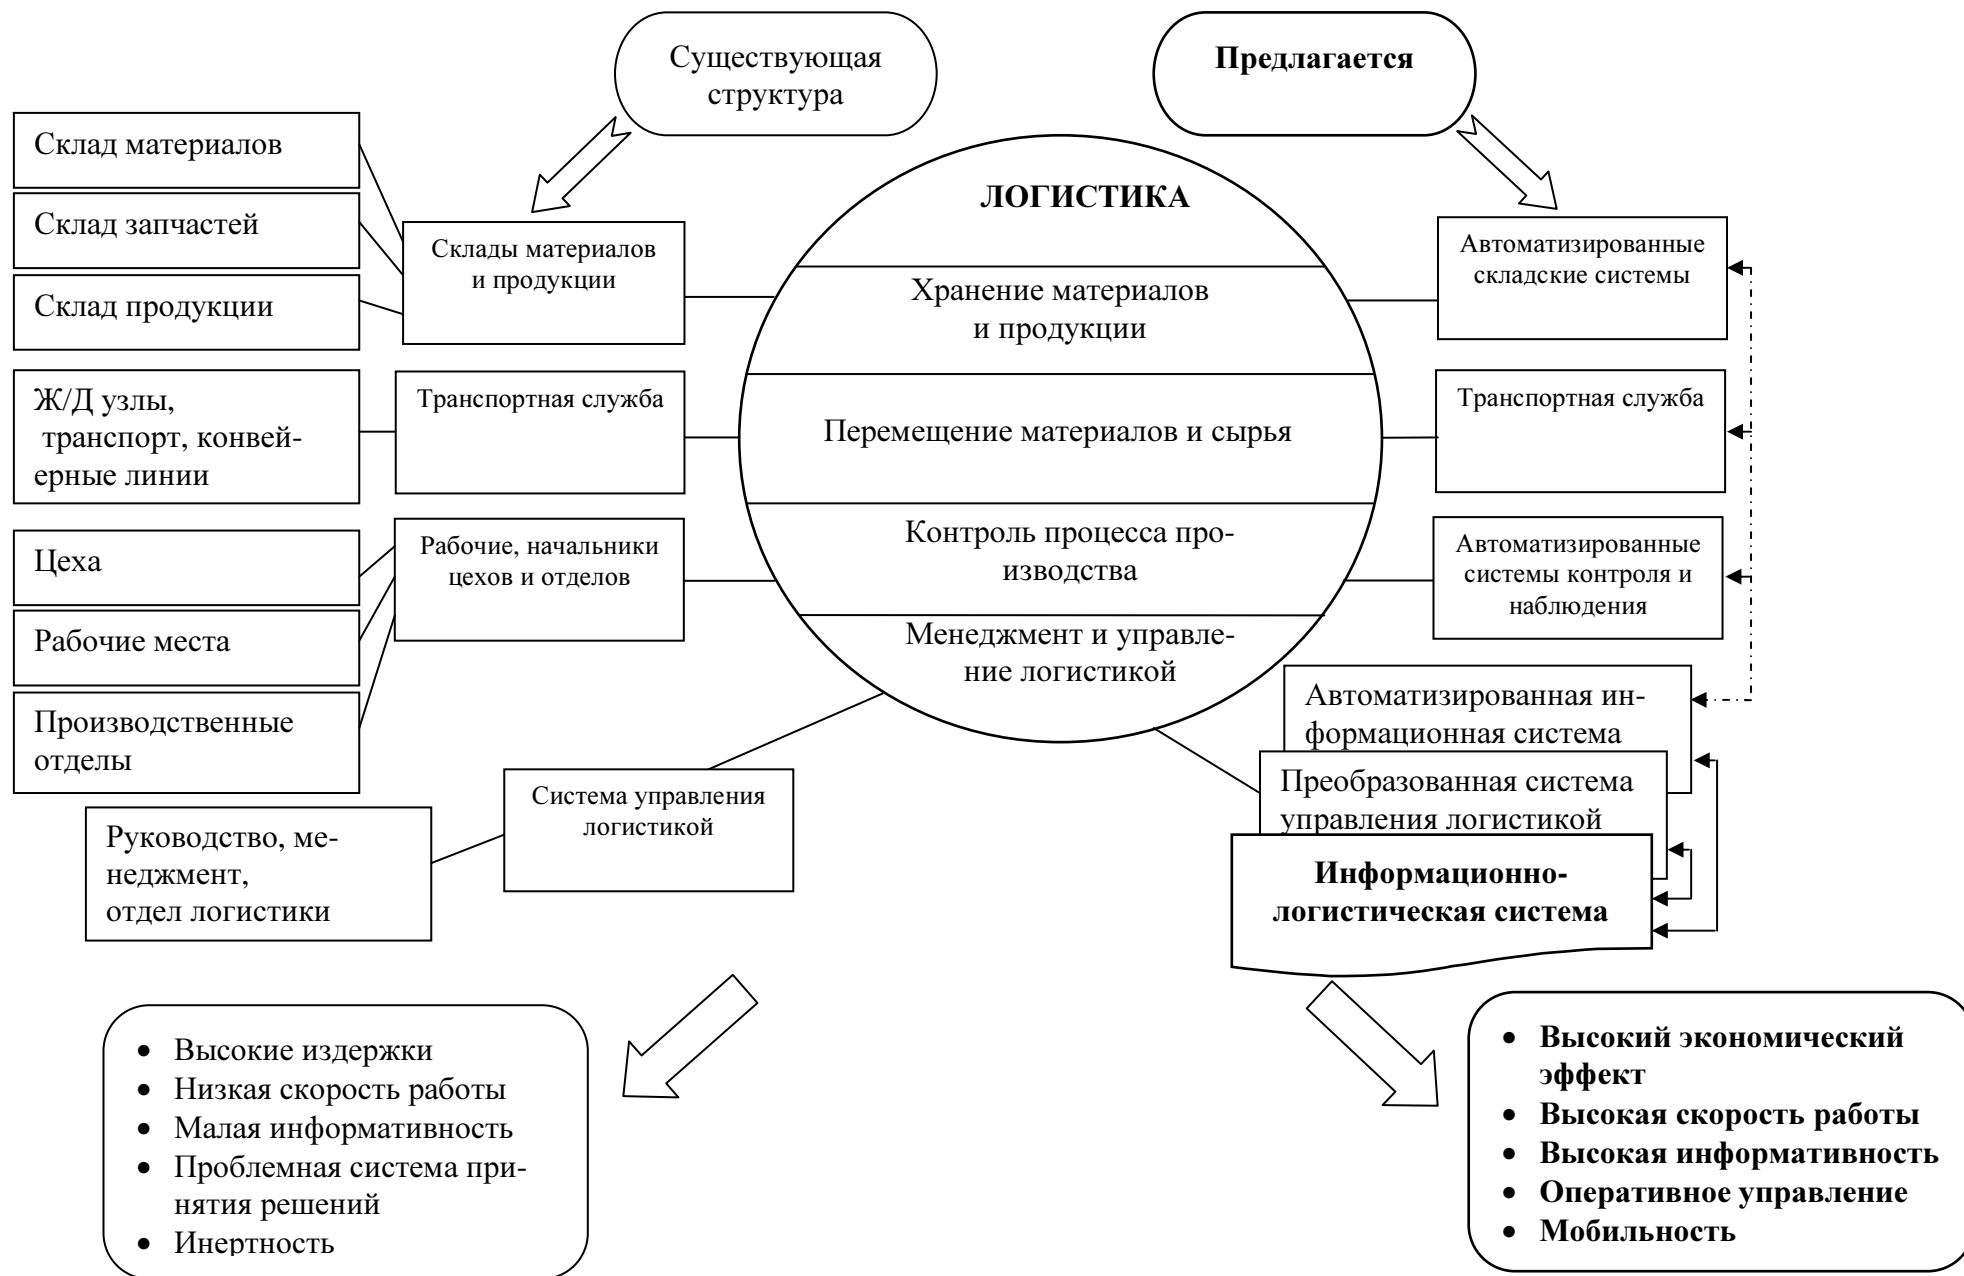 Существующая
структура
Предлагается
Склад материалов
Склад запчастей
Склад продукции
Ж/Д узлы,
транспорт, конвей-
ерные линии
Цеха
Рабочие места
Производственные
отделы
Руководство, ме-
неджмент,
отдел логистики
Склады материалов
и продукции
Транспортная служба
Рабочие, начальники
цехов и отделов
Система управления
логистикой
ЛОГИСТИКА
Хранение материалов
и продукции
Перемещение материалов и сырья
Контроль процесса про-
изводства
Менеджмент и управле-
ние логистикой
Автоматизированные
складские системы
Транспортная служба
Автоматизированные
системы контроля и
наблюдения
Автоматизированная ин-
формационная система
Преобразованная система
управления логистикой
Информационно-
логистическая система
• Высокие издержки
• Низкая скорость работы
• Малая информативность
• Проблемная система при-
нятия решений
• Инертность
• Высокий экономический
эффект
• Высокая скорость работы
• Высокая информативность
• Оперативное управление
• Мобильность